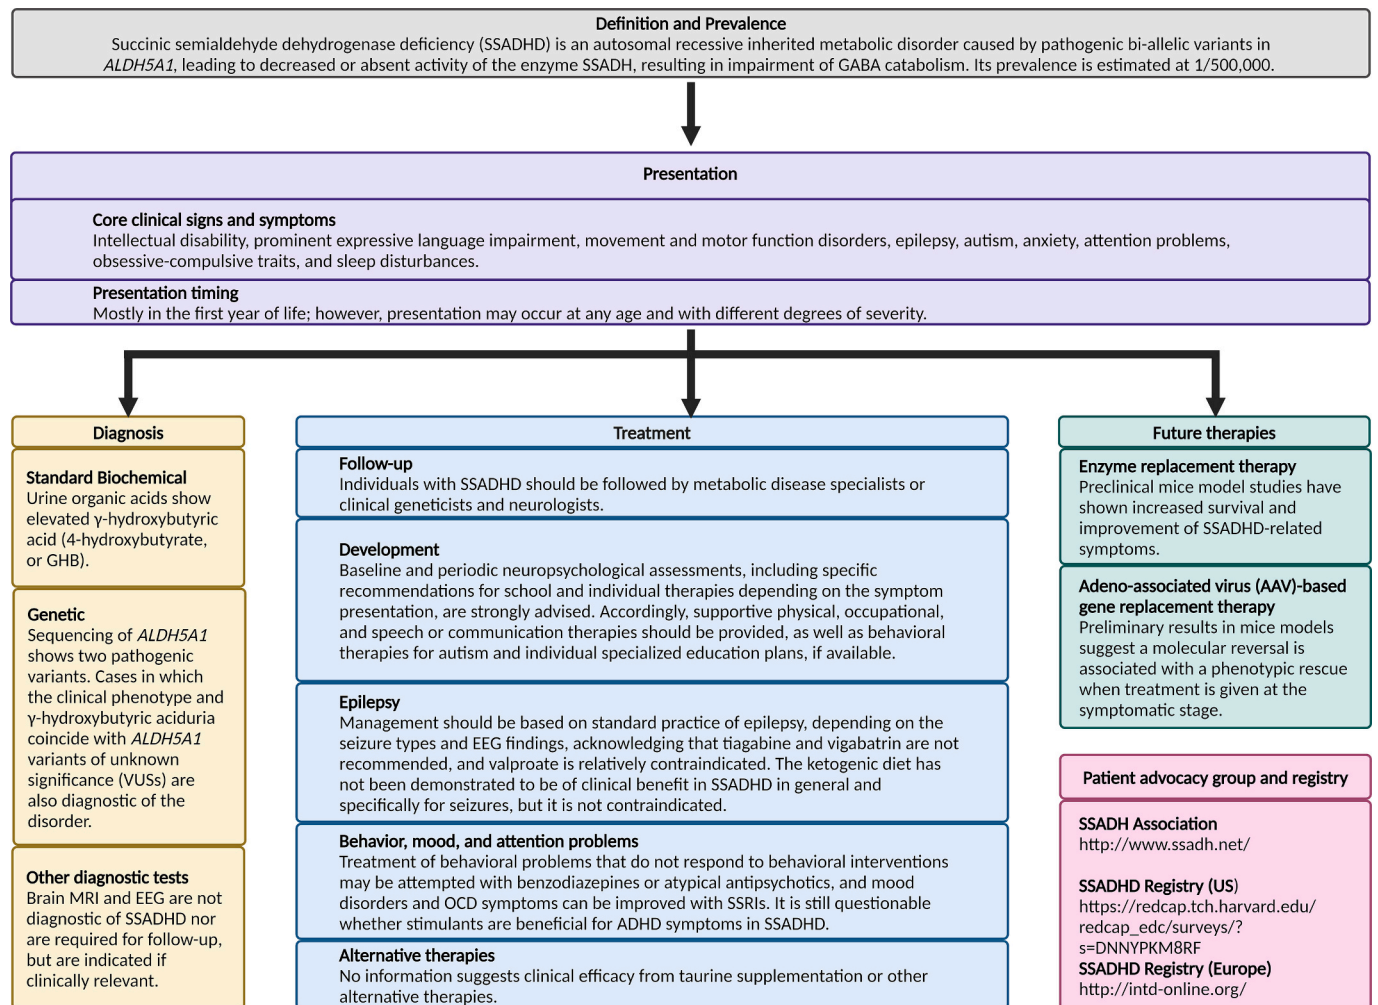 Definition and Prevalence
Succinic semialdehyde dehydrogenase deficiency (SSADHD) is an autosomal recessive inherited metabolic disorder caused by pathogenic bi-allelic variants in
ALDH5A1, leading to decreased or absent activity of the enzyme SSADH, resulting in impairment of GABA catabolism. Its prevalence is estimated at 1/500,000.
Presentation
Core clinical signs and symptoms
Intellectual disability, prominent expressive language impairment, movement and motor function disorders, epilepsy, autism, anxiety, attention problems,
obsessive-compulsive traits, and sleep disturbances.
Presentation timing
Mostly in the first year of life; however, presentation may occur at any age and with different degrees of severity.
Diagnosis
Standard Biochemical
Urine organic acids show
elevated γ-hydroxybutyric
acid (4-hydroxybutyrate,
or GHB).
Genetic
Sequencing of ALDH5A1
shows two pathogenic
variants. Cases in which
the clinical phenotype and
γ-hydroxybutyric aciduria
coincide with ALDH5A1
variants of unknown
significance (VUSs) are
also diagnostic of the
disorder.
Other diagnostic tests
Brain MRI and EEG are not
diagnostic of SSADHD nor
are required for follow-up,
but are indicated if
clinically relevant.
Treatment
Follow-up
Individuals with SSADHD should be followed by metabolic disease specialists or
clinical geneticists and neurologists.
Development
Baseline and periodic neuropsychological assessments, including specific
recommendations for school and individual therapies depending on the symptom
presentation, are strongly advised. Accordingly, supportive physical, occupational,
and speech or communication therapies should be provided, as well as behavioral
therapies for autism and individual specialized education plans, if available.
Epilepsy
Management should be based on standard practice of epilepsy, depending on the
seizure types and EEG findings, acknowledging that tiagabine and vigabatrin are not
recommended, and valproate is relatively contraindicated. The ketogenic diet has
not been demonstrated to be of clinical benefit in SSADHD in general and
specifically for seizures, but it is not contraindicated.
Behavior, mood, and attention problems
Treatment of behavioral problems that do not respond to behavioral interventions
may be attempted with benzodiazepines or atypical antipsychotics, and mood
disorders and OCD symptoms can be improved with SSRIs. It is still questionable
whether stimulants are beneficial for ADHD symptoms in SSADHD.
Alternative therapies
No information suggests clinical efficacy from taurine supplementation or other
alternative therapies.
Future therapies
Enzyme replacement therapy
Preclinical mice model studies have
shown increased survival and
improvement of SSADHD-related
symptoms.
Adeno-associated virus (AAV)-based
gene replacement therapy
Preliminary results in mice models
suggest a molecular reversal is
associated with a phenotypic rescue
when treatment is given at the
symptomatic stage.
Patient advocacy group and registry
SSADH Association
http://www.ssadh.net/
SSADHD Registry (US)
https://redcap.tch.harvard.edu/
redcap_edc/surveys/?
s=DNNYPKM8RF
SSADHD Registry (Europe)
http://intd-online.org/